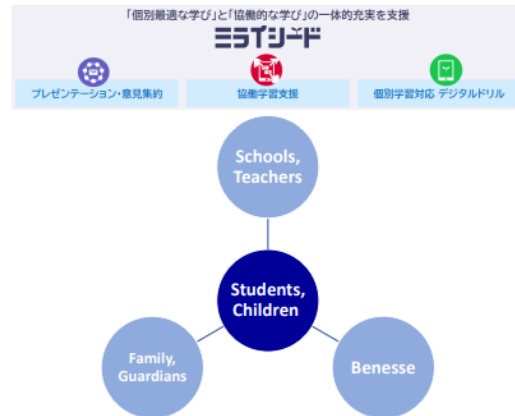 「個別最適な学び」と「協働的な学び」の一体的充実を支援
ミライシード
プレゼンテーション・意見集約
協働学習支援
個別学習対応 デジタルドリル
Schools,
Teachers
Students,
Children
Family,
Guardians
Benesse